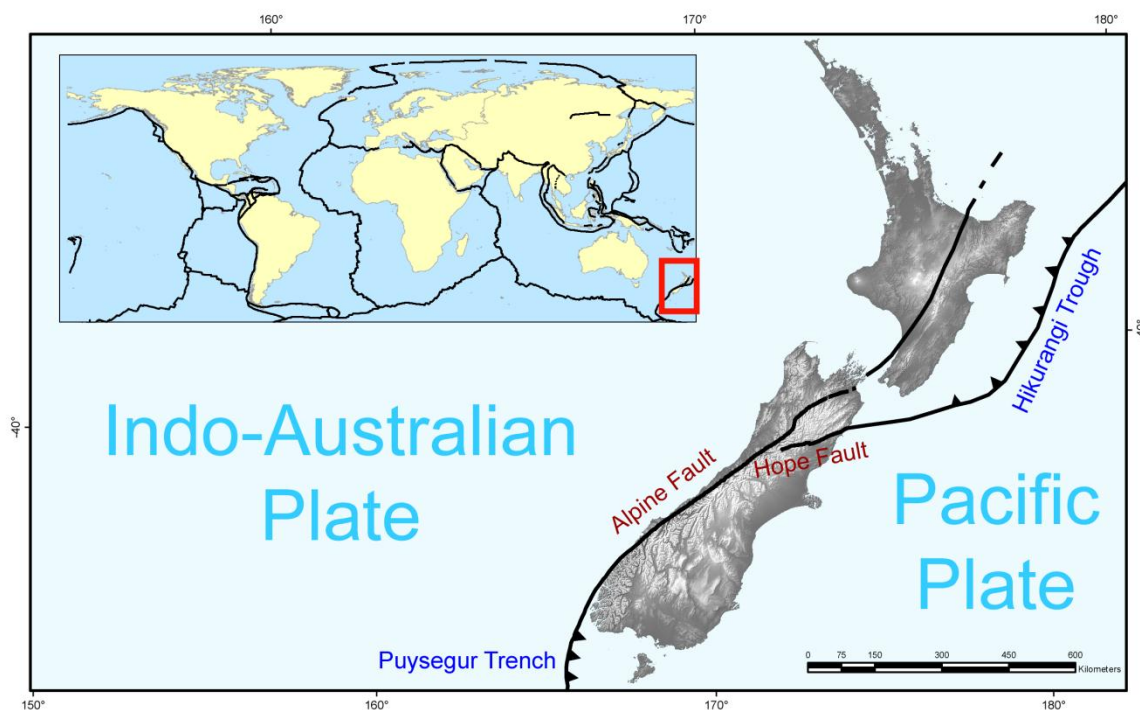 160°
170°
180°
Hikurangi Trough
-40°
-40°
Indo-Australian
Plate
Alpine Fault
Hope Fault
Pacific
Plate
Puysegur Trench
0 75 150 300 450 600
Kilometers
150°
160°
170°
180°